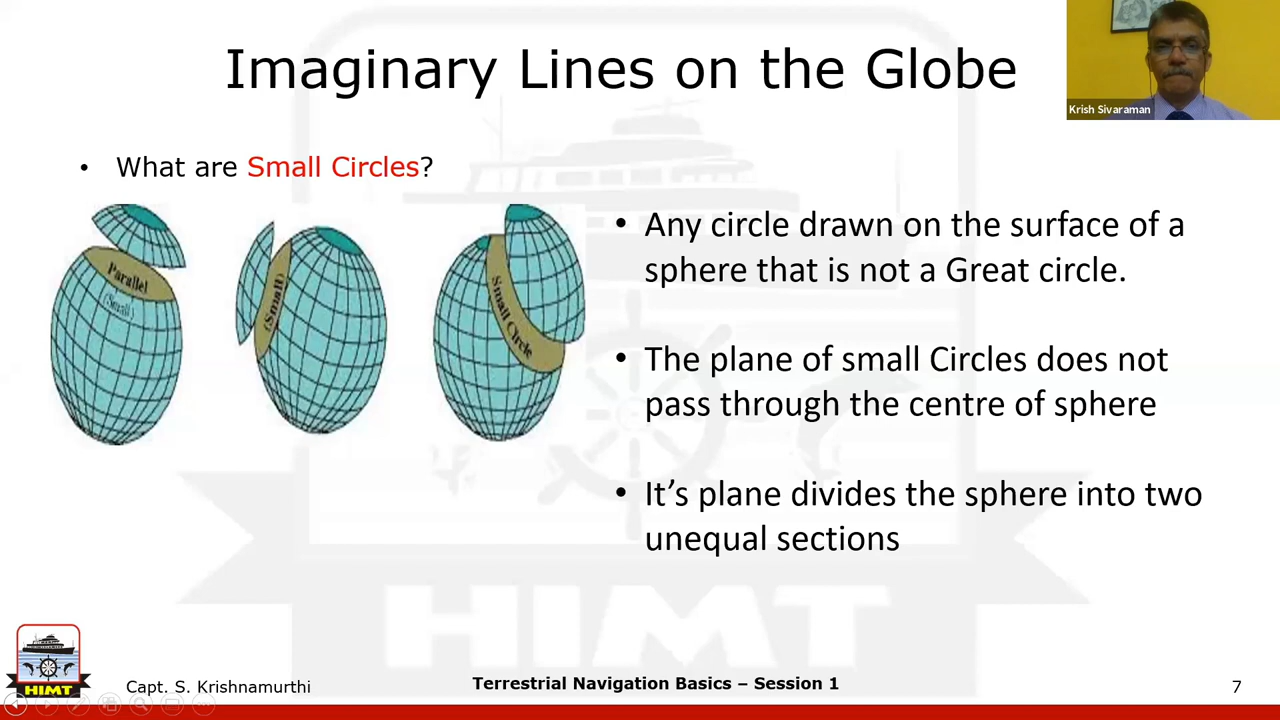 Imaginary Lines on the Globe
Krish Sivaraman
• What are Small Circles?
Parallel
(Small)
(Small)
Small Circle
• Any circle drawn on the surface of a
sphere that is not a Great circle.
• The plane of small Circles does not
pass through the centre of sphere
• It’s plane divides the sphere into two
unequal sections
HIMT
HIMT
Capt. S. Krishnamurthi
Terrestrial Navigation Basics – Session 1
7